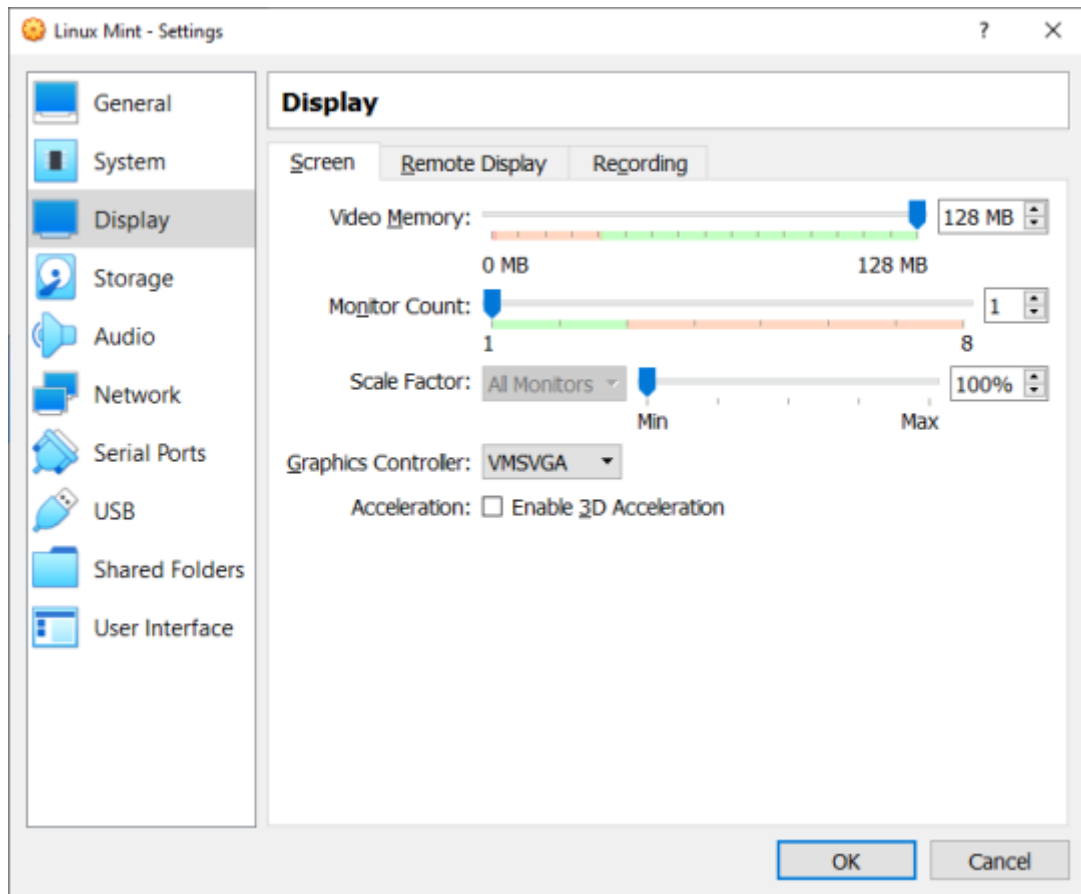 Linux Mint - Settings ?
General
System
Display
Storage
Audio
Network
Serial Ports
USB
Shared Folders
User Interface
Display
Screen Remote Display Recording
Video Memory: 128 MB
0 MB 128 MB
Monitor Count: 1
1 8
Scale Factor: All Monitors 100%
Min Max
Graphics Controller: VMSVGA
Acceleration: Enable 3D Acceleration
OK Cancel